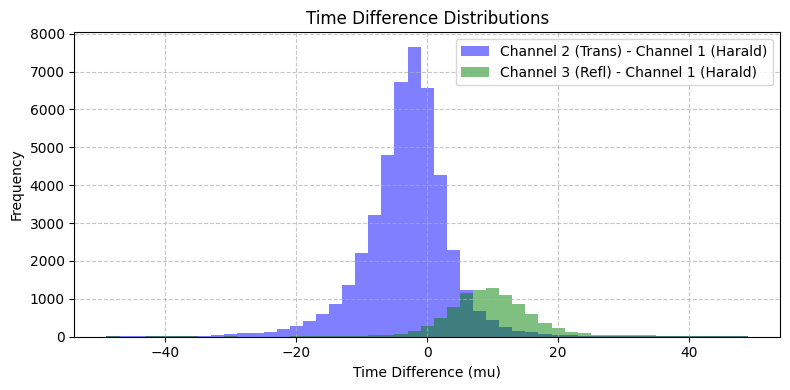 Time Difference Distributions
Channel 2 (Trans) - Channel 1 (Harald)
Channel 3 (Refl) - Channel 1 (Harald)
8000
7000
6000
5000
4000
3000
2000
1000
0
Frequency
−40
−20
0
20
40
Time Difference (mu)